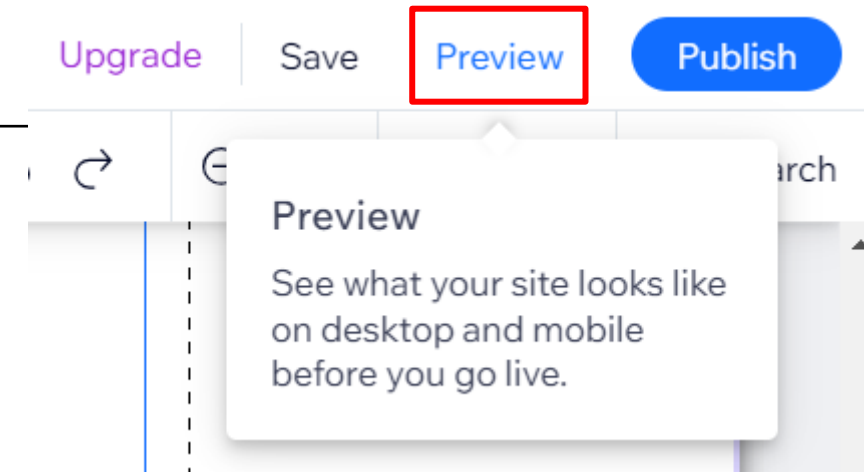 Upgrade Save Preview Publish
Preview
See what your site looks like
on desktop and mobile
before you go live.